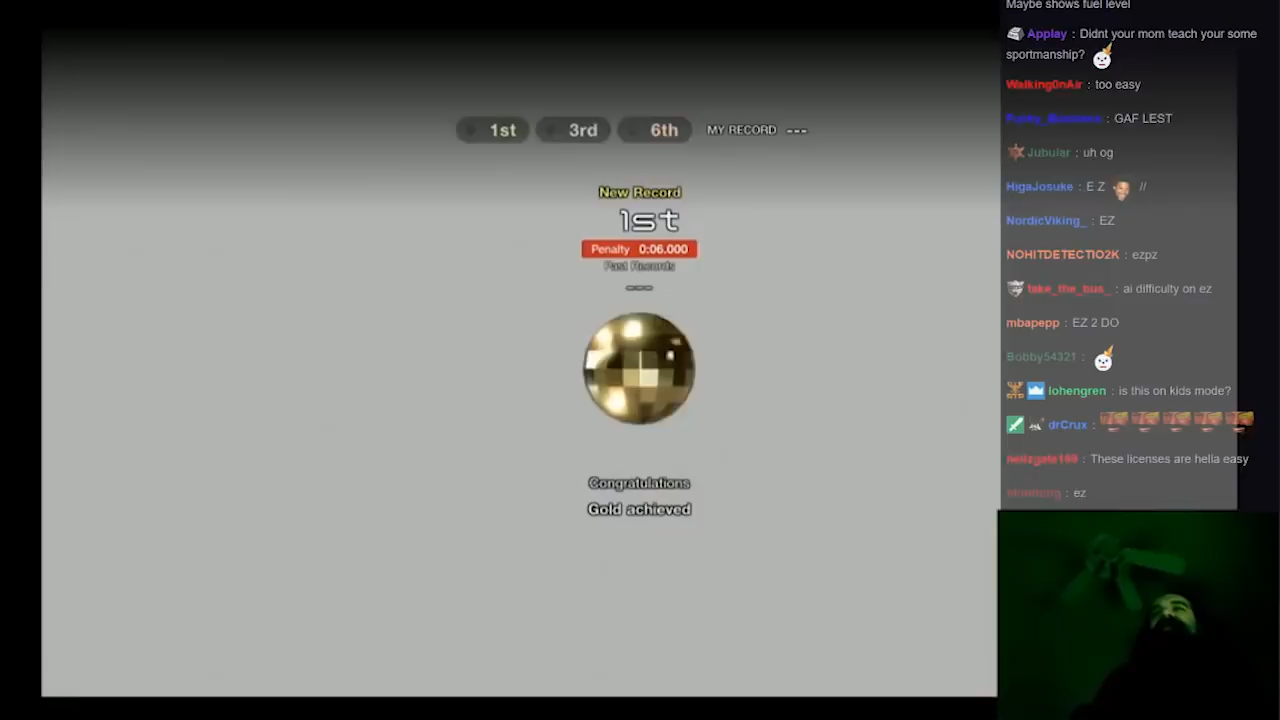 1st 3rd 6th MY RECORD ---
New Record
1st
Penalty 0:06.000
Past Records
---
Congratulations
Gold achieved
Maybe shows fuel level
Applay : Didnt your mom teach your some
sportmanship?
Walking0nAir : too easy
: GAF LEST
Jubular : uh og
HigaJosuke : E Z //
NordicViking_ : EZ
NOHITDETECTIO2K : ezpz
take_the_bus_ : ai difficulty on ez
mbapepp : EZ 2 DO
Bobby54321 :
lohengren : is this on kids mode?
drCrux :
: These licenses are hella easy
: ez